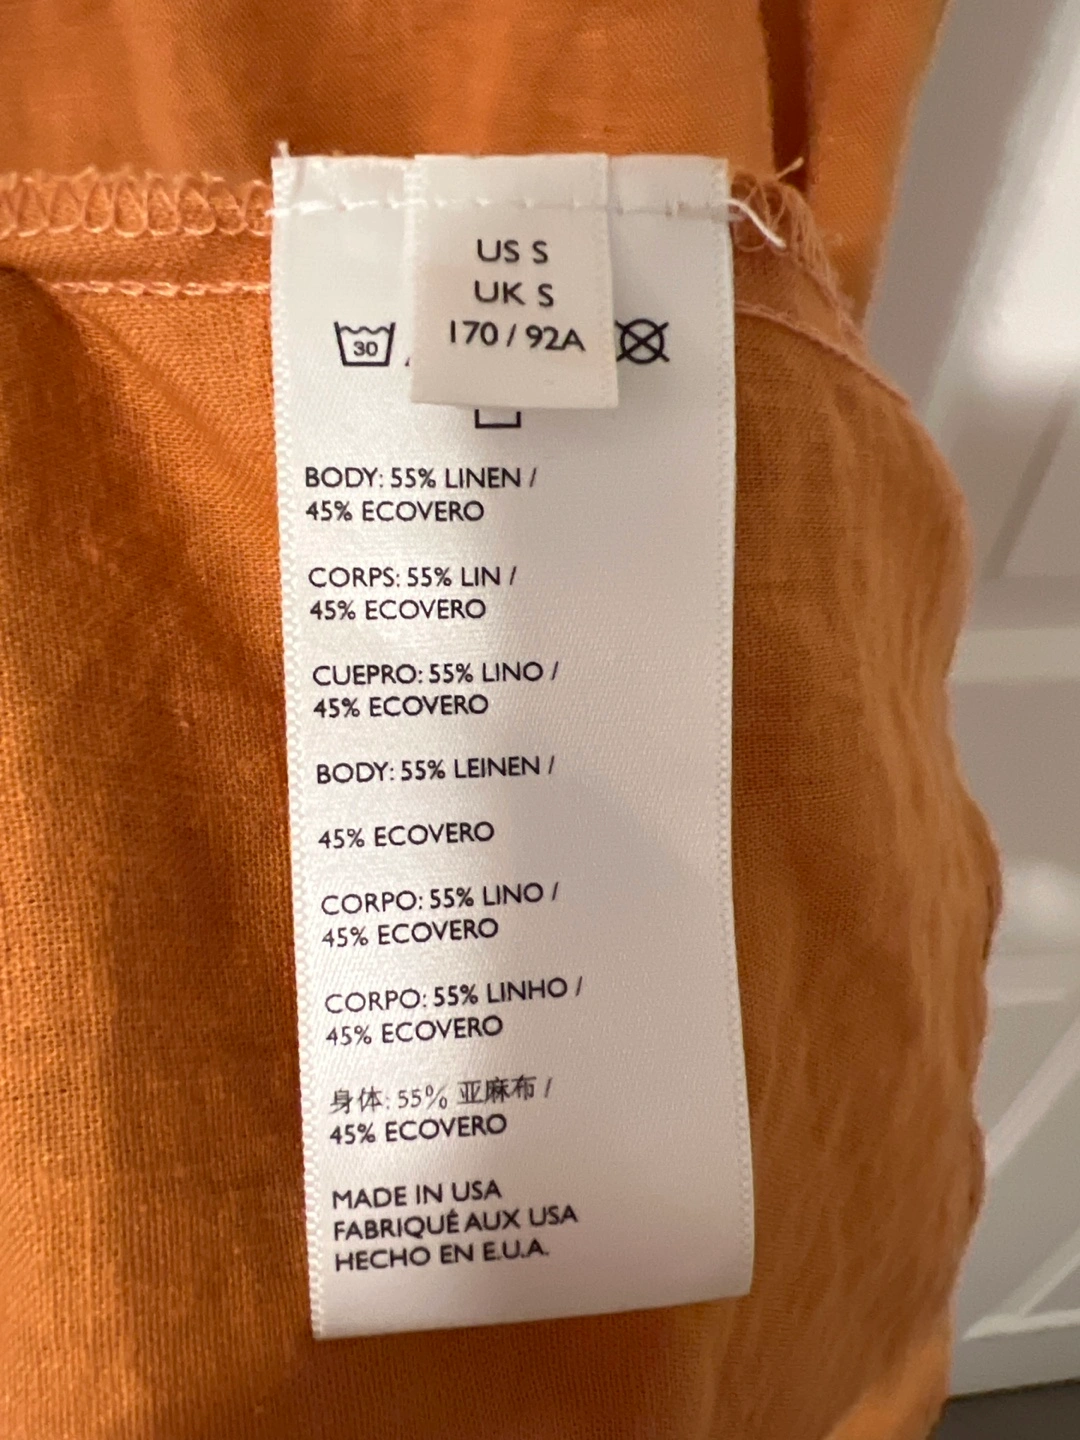 US S
UK S
170 / 92A
30
BODY: 55% LINEN /
45% ECOVERO
CORPS: 55% LIN /
45% ECOVERO
CUEPRO: 55% LINO /
45% ECOVERO
BODY: 55% LEINEN /
45% ECOVERO
CORPO: 55% LINO /
45% ECOVERO
CORPO: 55% LINHO /
45% ECOVERO
身体: 55% 亚麻布 /
45% ECOVERO
MADE IN USA
FABRIQUÉ AUX USA
HECHO EN E.U.A.